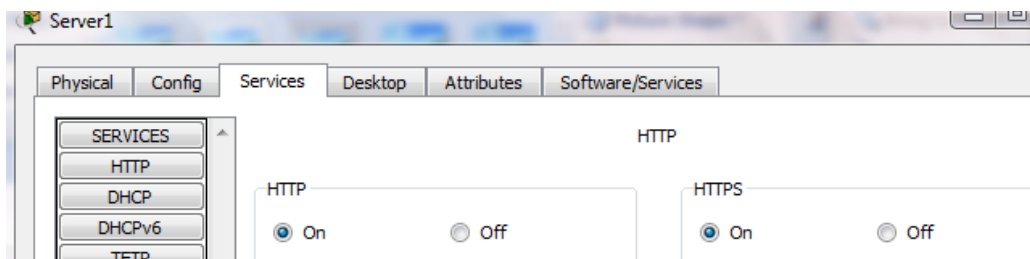 Server1
Physical Config Services Desktop Attributes Software/Services
SERVICES
HTTP
HTTP
HTTP HTTPS
DHCP
DHCPv6
On Off On Off
TFTP